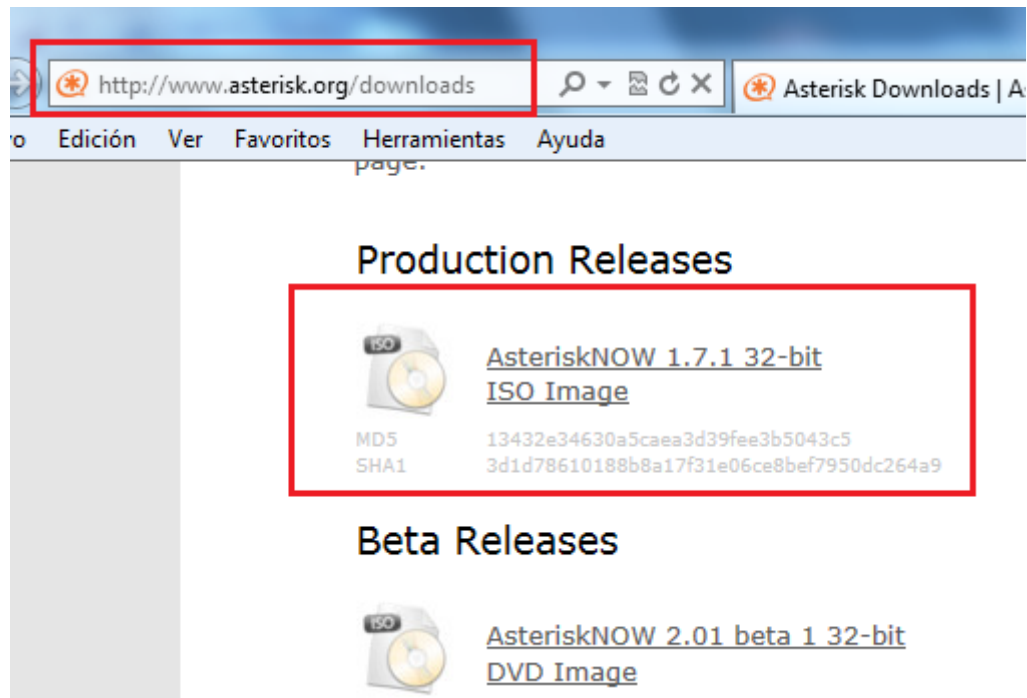 http://www.asterisk.org/downloads
Asterisk Downloads | As
o Edición Ver Favoritos Herramientas Ayuda
page.
Production Releases
ISO
AsteriskNOW 1.7.1 32-bit
ISO Image
MD5 13432e34630a5caea3d39fee3b5043c5
SHA1 3d1d78610188b8a17f31e06ce8bef7950dc264a9
Beta Releases
ISO
AsteriskNOW 2.01 beta 1 32-bit
DVD Image